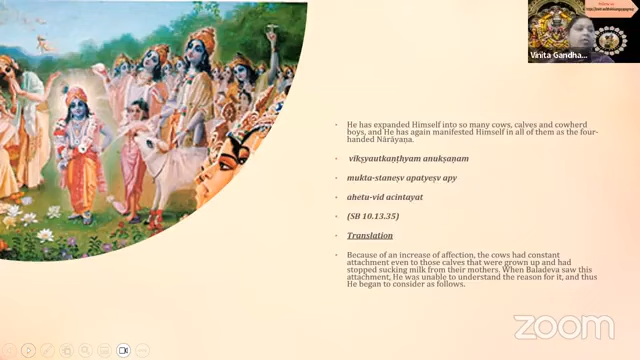 Vinita Gandha...
He has expanded Himself into so many cows, calves and cowherd
boys, and He has again manifested Himself in all of them as the four-
handed Nārāyaṇa.
vīkṣyautkaṇṭhyam anukṣaṇam
mukta-staneṣv apatyeṣv apy
ahetu-vid acintayat
(SB 10.13.35)
Translation
Because of an increase of affection, the cows had constant
attachment even to those calves that were grown up and had
stopped sucking milk from their mothers. When Baladeva saw this
attachment, He was unable to understand the reason for it, and thus
He began to consider as follows.
zoom